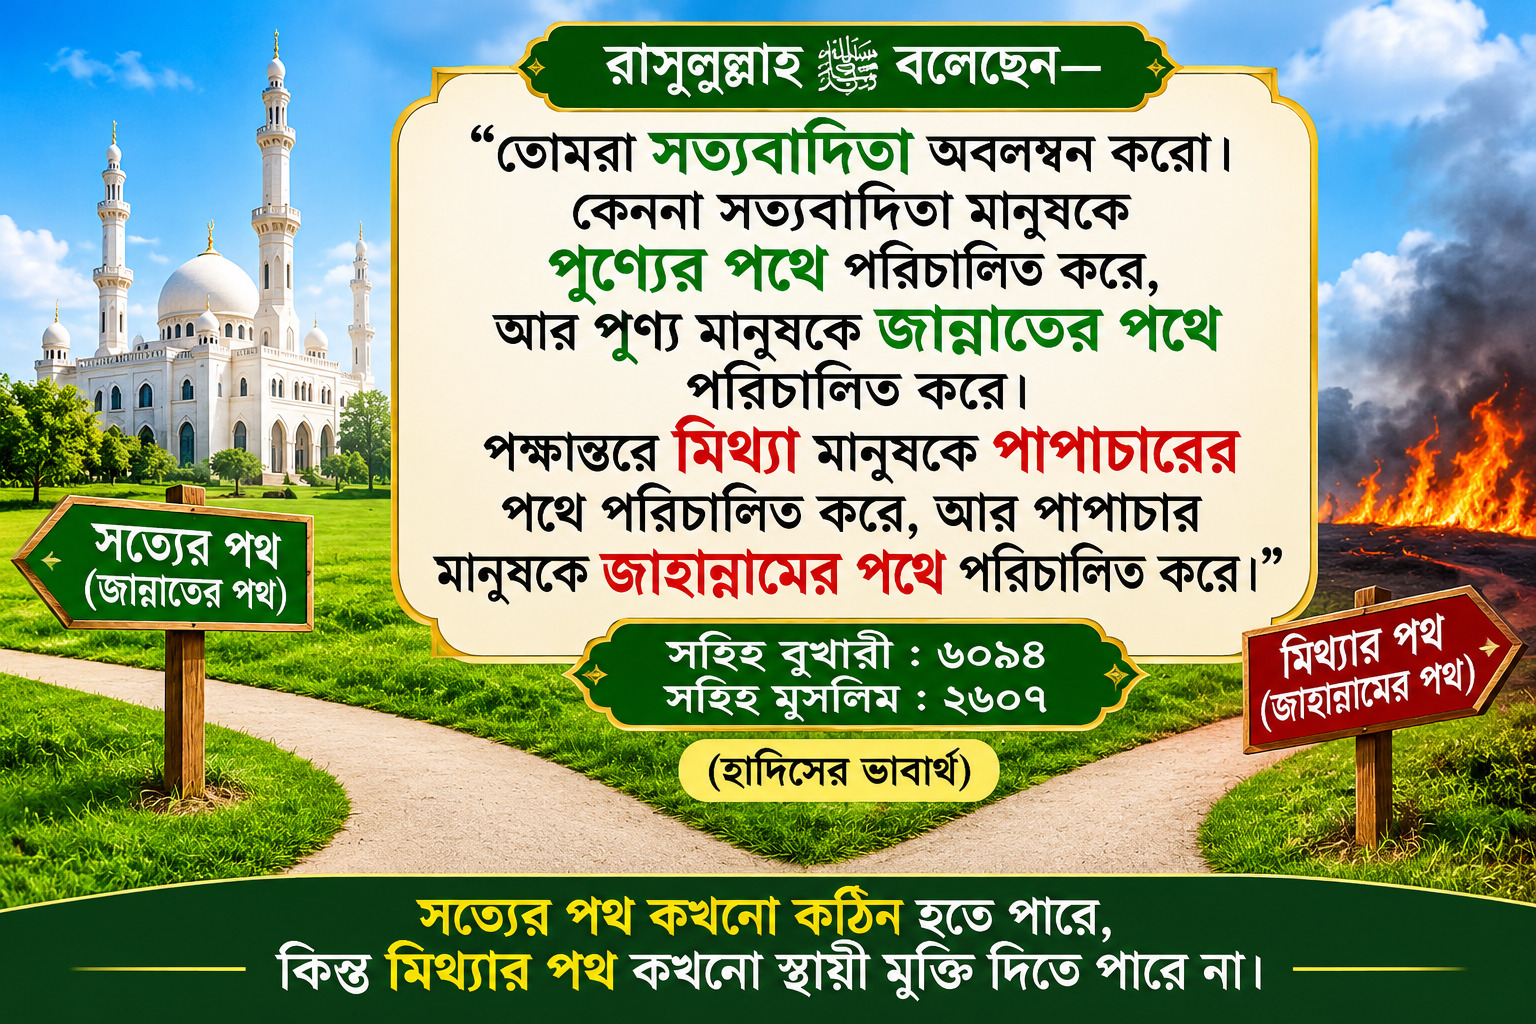 রাসুলুল্লাহ ﷺ বলেছেন—
“তোমরা সত্যবাদিতা অবলম্বন করো।
কেননা সত্যবাদিতা মানুষকে
পুণ্যের পথে পরিচালিত করে,
আর পুণ্য মানুষকে জান্নাতের পথে
পরিচালিত করে।
পক্ষান্তরে মিথ্যা মানুষকে পাপাচারের
পথে পরিচালিত করে, আর পাপাচার
মানুষকে জাহান্নামের পথে পরিচালিত করে।”
সত্যের পথ
(জান্নাতের পথ)
মিথ্যার পথ
(জাহান্নামের পথ)
সহিহ বুখারী : ৬০৯৪
সহিহ মুসলিম : ২৬০৭
(হাদিসের ভাবার্থ)
সত্যের পথ কখনো কঠিন হতে পারে,
কিন্তু মিথ্যার পথ কখনো স্থায়ী মুক্তি দিতে পারে না।